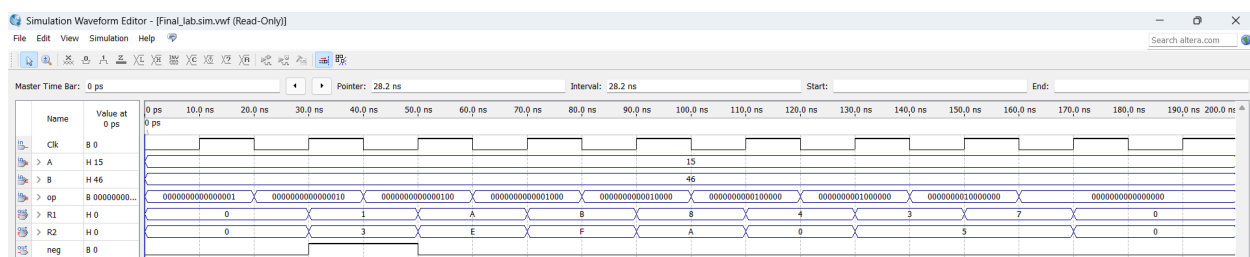 Simulation Waveform Editor - [Final_lab.sim.vwf (Read-Only)]
File Edit View Simulation Help
Search altera.com
Master Time Bar: 0 ps Pointer: 28.2 ns Interval: 28.2 ns Start: End:
Name Value at 0 ps
0 ps 10.0 ns 20.0 ns 30.0 ns 40.0 ns 50.0 ns 60.0 ns 70.0 ns 80.0 ns 90.0 ns 100.0 ns 110.0 ns 120.0 ns 130.0 ns 140.0 ns 150.0 ns 160.0 ns 170.0 ns 180.0 ns 190.0 ns 200.0 ns
0 ps
Clk B 0
A H 15 15
B H 46 46
op B 00000000... 0000000000000001 0000000000000010 0000000000000100 0000000000001000 0000000000010000 0000000000100000 0000000001000000 0000000010000000 0000000000000000
R1 H 0 0 1 A B 8 4 3 7 0
R2 H 0 0 3 E F A 0 5 0
neg B 0